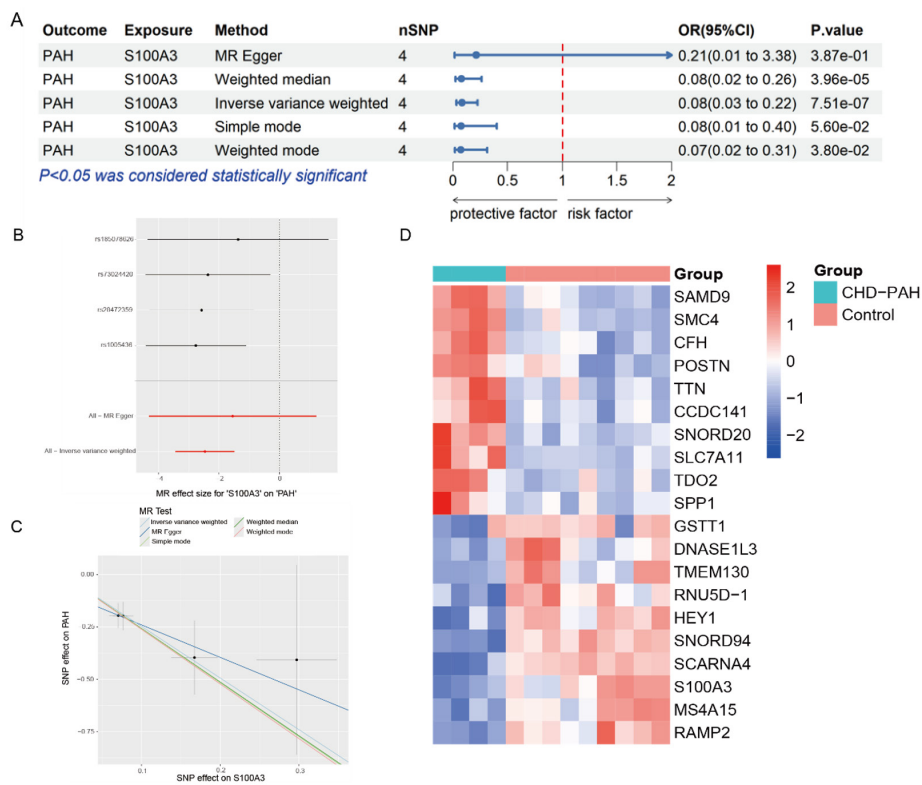 A
Outcome Exposure Method nSNP OR(95%CI) P.value
PAH S100A3 MR Egger 4 0.21(0.01 to 3.38) 3.87e-01
PAH S100A3 Weighted median 4 0.08(0.02 to 0.26) 3.96e-05
PAH S100A3 Inverse variance weighted 4 0.08(0.03 to 0.22) 7.51e-07
PAH S100A3 Simple mode 4 0.08(0.01 to 0.40) 5.60e-02
PAH S100A3 Weighted mode 4 0.07(0.02 to 0.31) 3.80e-02
P<0.05 was considered statistically significant
0 0.5 1 1.5 2
protective factor risk factor
B
rs73024420
All - MR Egger
All - Inverse variance weighted
-4 -2 0
MR effect size for 'S100A3' on 'PAH'
C
MR Test
Inverse variance weighted Weighted median
MR Egger Weighted mode
Simple mode
SNP effect on PAH
0.00
0.25
-0.50
-0.75
0.1 0.2 0.3
SNP effect on S100A3
D
Group
SAMD9
SMC4
CFH
POSTN
TTN
CCDC141
SNORD20
SLC7A11
TDO2
SPP1
GSTT1
DNASE1L3
TMEM130
RNU5D-1
HEY1
SNORD94
SCARNA4
S100A3
MS4A15
RAMP2
2
1
0
-1
-2
Group
CHD-PAH
Control